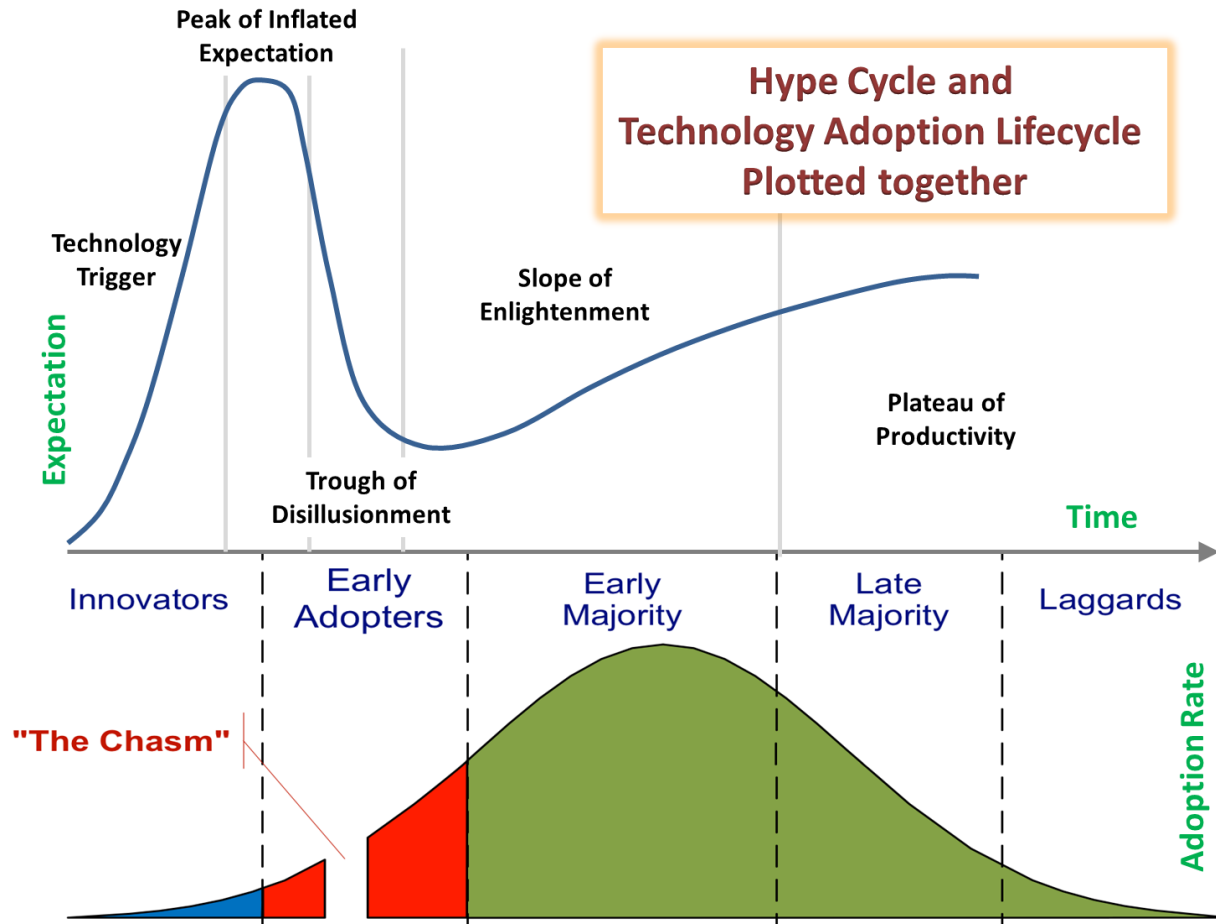 Peak of Inflated
Expectation
Hype Cycle and
Technology Adoption Lifecycle
Plotted together
Technology
Trigger
Slope of
Enlightenment
Expectation
Plateau of
Productivity
Trough of
Disillusionment
Time
Innovators
Early
Adopters
Early
Majority
Late
Majority
Laggards
"The Chasm"
Adoption Rate